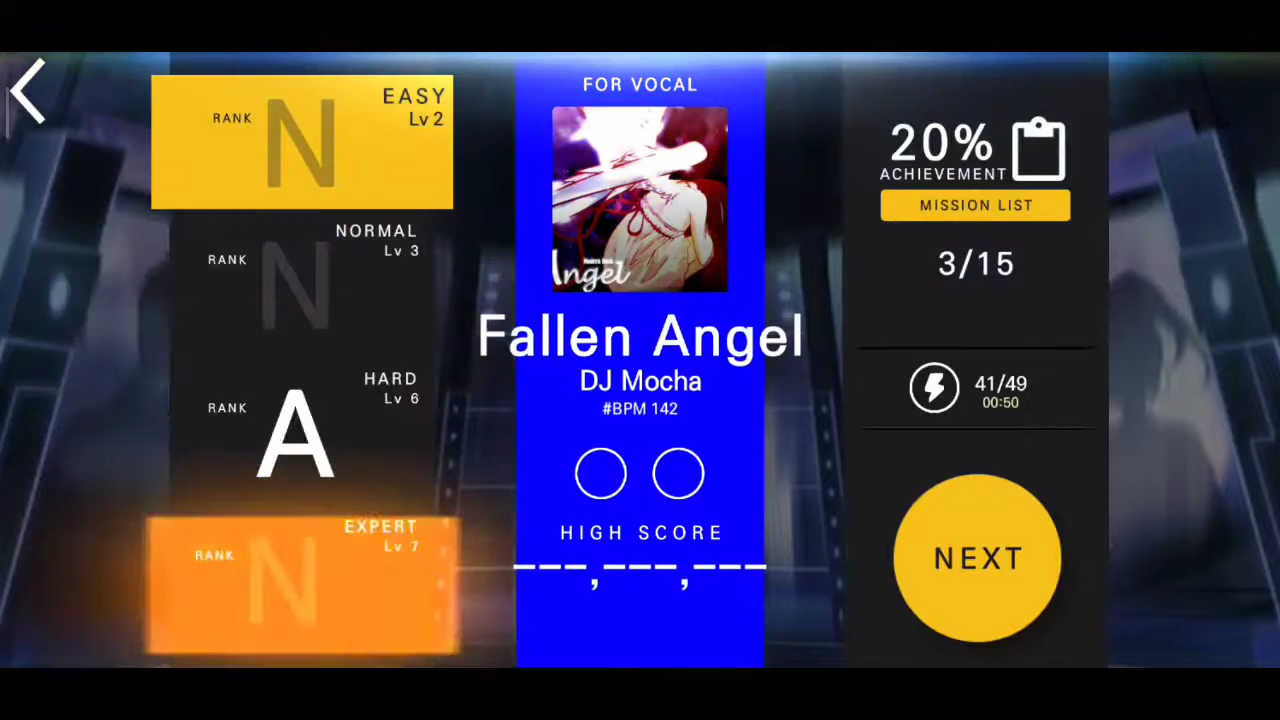 EASY
RANK N Lv 2
NORMAL
RANK N Lv 3
HARD
RANK A Lv 6
EXPERT
RANK N Lv 7
FOR VOCAL
Modern Rock
Angel
Fallen Angel
DJ Mocha
#BPM 142
HIGH SCORE
---,---,---
20%
ACHIEVEMENT
MISSION LIST
3/15
41/49
00:50
NEXT